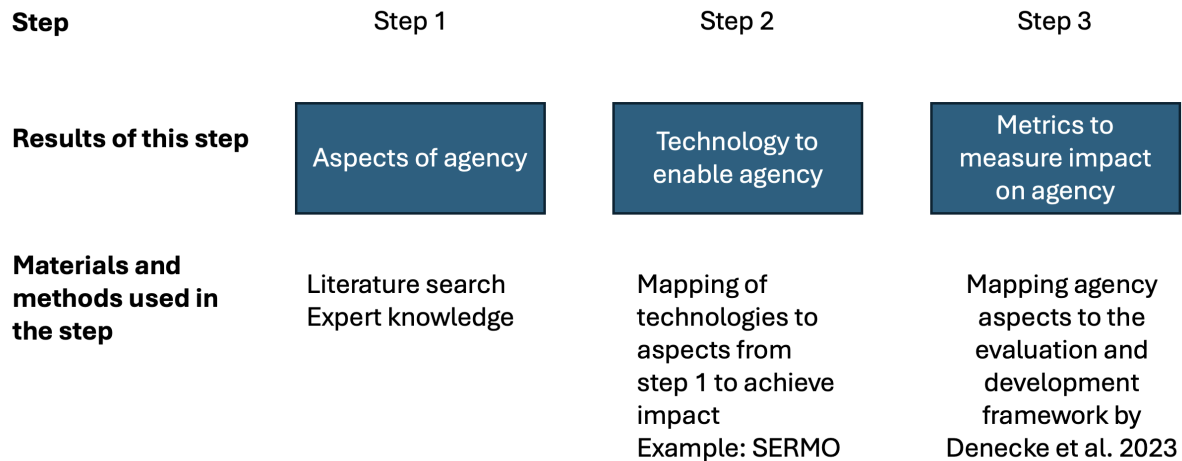 Step
Step 1
Step 2
Step 3
Results of this step
Aspects of agency
Technology to
enable agency
Metrics to
measure impact
on agency
Materials and
methods used in
the step
Literature search
Expert knowledge
Mapping of
technologies to
aspects from
step 1 to achieve
impact
Example: SERMO
Mapping agency
aspects to the
evaluation and
development
framework by
Denecke et al. 2023